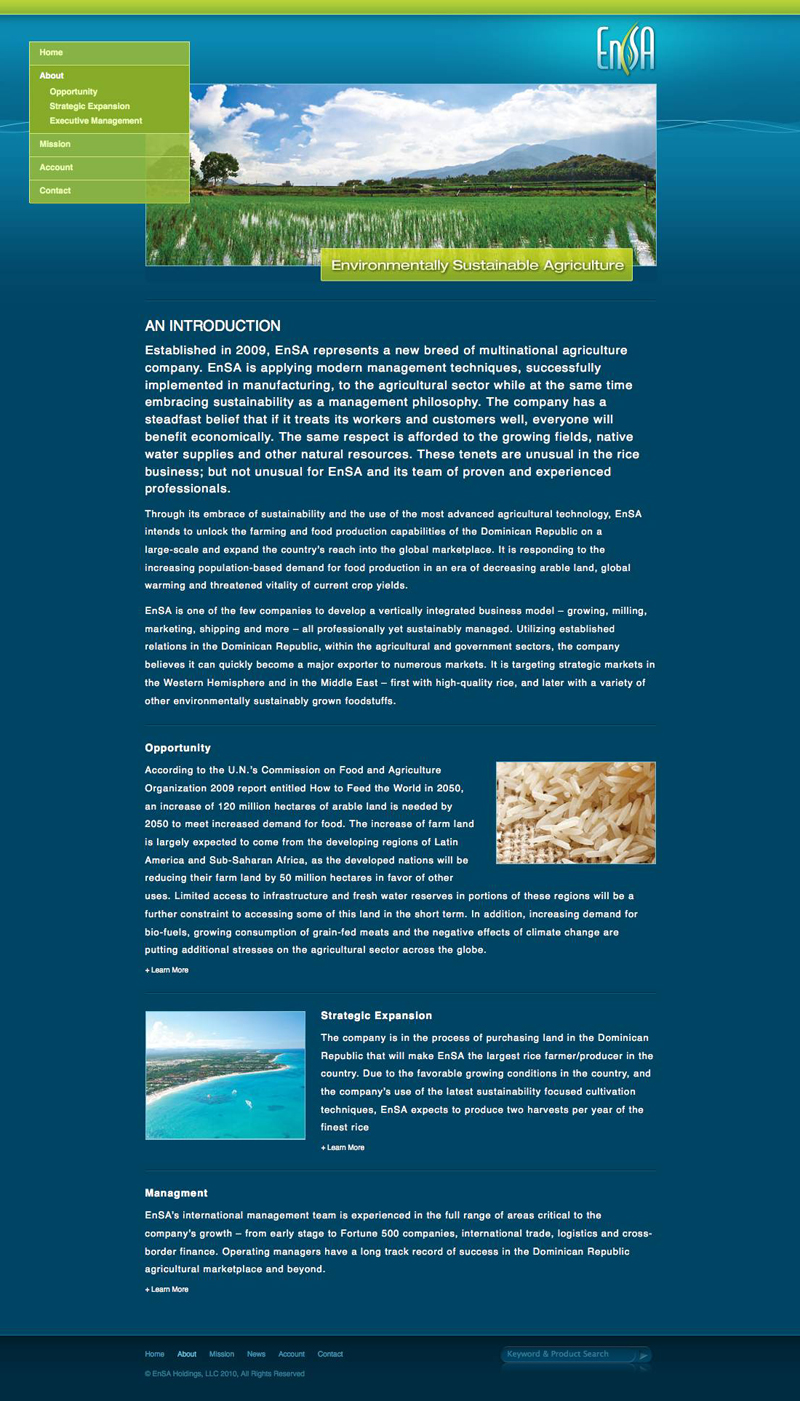 EnSA
Home
About
Opportunity
Strategic Expansion
Executive Management
Mission
Account
Contact
Environmentally Sustainable Agriculture
AN INTRODUCTION
Established in 2009, EnSA represents a new breed of multinational agriculture
company. EnSA is applying modern management techniques, successfully
implemented in manufacturing, to the agricultural sector while at the same time
embracing sustainability as a management philosophy. The company has a
steadfast belief that if it treats its workers and customers well, everyone will
benefit economically. The same respect is afforded to the growing fields, native
water supplies and other natural resources. These tenets are unusual in the rice
business; but not unusual for EnSA and its team of proven and experienced
professionals.
Through its embrace of sustainability and the use of the most advanced agricultural technology, EnSA
intends to unlock the farming and food production capabilities of the Dominican Republic on a
large-scale and expand the country's reach into the global marketplace. It is responding to the
increasing population-based demand for food production in an era of decreasing arable land, global
warming and threatened vitality of current crop yields.
EnSA is one of the few companies to develop a vertically integrated business model – growing, milling,
marketing, shipping and more – all professionally yet sustainably managed. Utilizing established
relations in the Dominican Republic, within the agricultural and government sectors, the company
believes it can quickly become a major exporter to numerous markets. It is targeting strategic markets in
the Western Hemisphere and in the Middle East – first with high-quality rice, and later with a variety of
other environmentally sustainably grown foodstuffs.
Opportunity
According to the U.N.'s Commission on Food and Agriculture
Organization 2009 report entitled How to Feed the World in 2050,
an increase of 120 million hectares of arable land is needed by
2050 to meet increased demand for food. The increase of farm land
is largely expected to come from the developing regions of Latin
America and Sub-Saharan Africa, as the developed nations will be
reducing their farm land by 50 million hectares in favor of other
uses. Limited access to infrastructure and fresh water reserves in portions of these regions will be a
further constraint to accessing some of this land in the short term. In addition, increasing demand for
bio-fuels, growing consumption of grain-fed meats and the negative effects of climate change are
putting additional stresses on the agricultural sector across the globe.
+ Learn More
Strategic Expansion
The company is in the process of purchasing land in the Dominican
Republic that will make EnSA the largest rice farmer/producer in the
country. Due to the favorable growing conditions in the country, and
the company's use of the latest sustainability focused cultivation
techniques, EnSA expects to produce two harvests per year of the
finest rice
+ Learn More
Managment
EnSA's international management team is experienced in the full range of areas critical to the
company's growth – from early stage to Fortune 500 companies, international trade, logistics and cross-
border finance. Operating managers have a long track record of success in the Dominican Republic
agricultural marketplace and beyond.
+ Learn More
Home About Mission News Account Contact
Keyword & Product Search
© EnSA Holdings, LLC 2010, All Rights Reserved